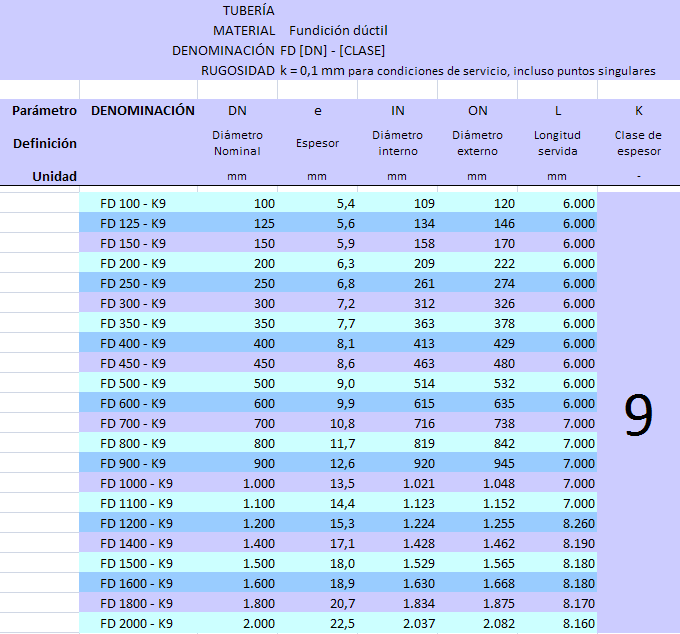 TUBERÍA
MATERIAL Fundición dúctil
DENOMINACIÓN FD [DN] - [CLASE]
RUGOSIDAD k = 0,1 mm para condiciones de servicio, incluso puntos singulares
Parámetro DENOMINACIÓN DN e IN ON L K
Definición Diámetro Nominal Espesor Diámetro interno Diámetro externo Longitud servida Clase de espesor
Unidad mm mm mm mm mm -
FD 100 - K9 100 5,4 109 120 6.000
FD 125 - K9 125 5,6 134 146 6.000
FD 150 - K9 150 5,9 158 170 6.000
FD 200 - K9 200 6,3 209 222 6.000
FD 250 - K9 250 6,8 261 274 6.000
FD 300 - K9 300 7,2 312 326 6.000
FD 350 - K9 350 7,7 363 378 6.000
FD 400 - K9 400 8,1 413 429 6.000
FD 450 - K9 450 8,6 463 480 6.000
FD 500 - K9 500 9,0 514 532 6.000
FD 600 - K9 600 9,9 615 635 6.000
9
FD 700 - K9 700 10,8 716 738 7.000
FD 800 - K9 800 11,7 819 842 7.000
FD 900 - K9 900 12,6 920 945 7.000
FD 1000 - K9 1.000 13,5 1.021 1.048 7.000
FD 1100 - K9 1.100 14,4 1.123 1.152 7.000
FD 1200 - K9 1.200 15,3 1.224 1.255 8.260
FD 1400 - K9 1.400 17,1 1.428 1.462 8.190
FD 1500 - K9 1.500 18,0 1.529 1.565 8.180
FD 1600 - K9 1.600 18,9 1.630 1.668 8.180
FD 1800 - K9 1.800 20,7 1.834 1.875 8.170
FD 2000 - K9 2.000 22,5 2.037 2.082 8.160